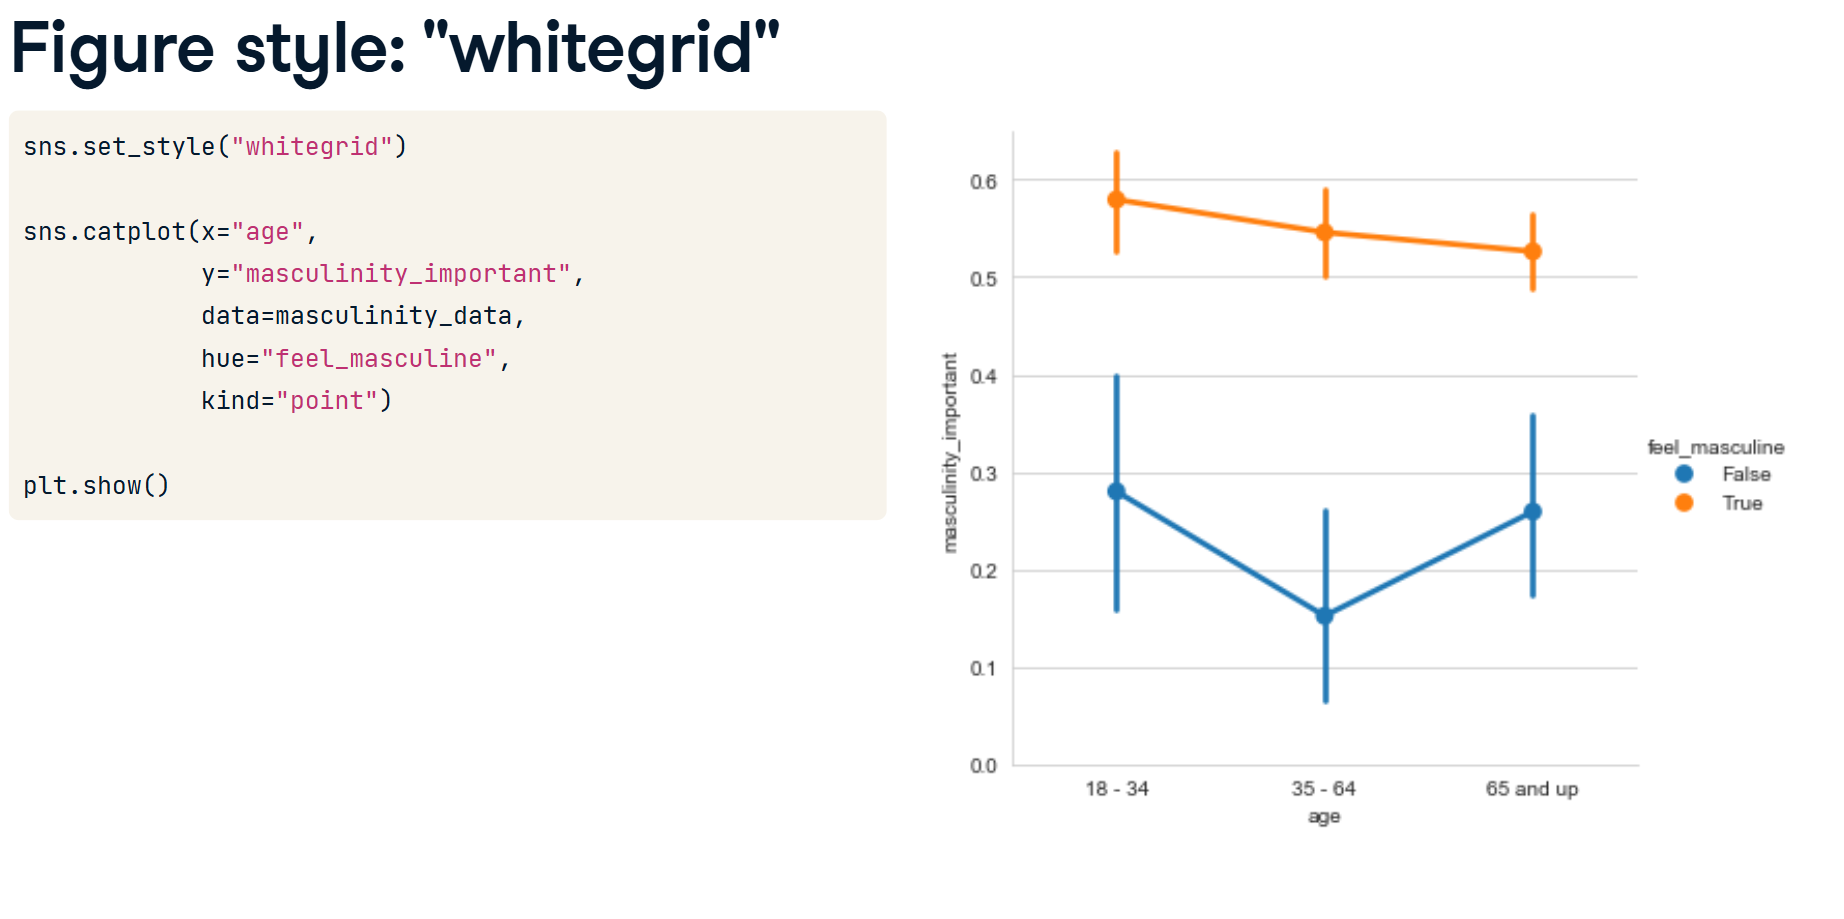 Figure style: "whitegrid"
sns.set_style("whitegrid")
sns.catplot(x="age",
            y="masculinity_important",
            data=masculinity_data,
            hue="feel_masculine",
            kind="point")
plt.show()
0.6
0.5
0.4
0.3
0.2
0.1
0.0
masculinity_important
18 - 34
35 - 64
65 and up
age
feel_masculine
False
True